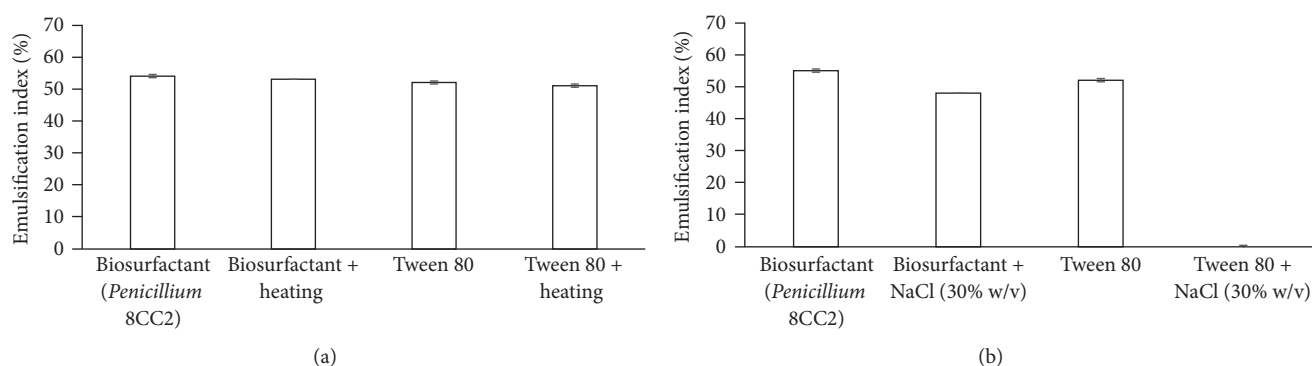 70
60
50
40
30
20
10
0
Emulsification index (%)
Biosurfactant
(Penicillium
8CC2)
Biosurfactant +
heating
Tween 80
Tween 80 +
heating
(a)
70
60
50
40
30
20
10
0
Emulsification index (%)
Biosurfactant
(Penicillium
8CC2)
Biosurfactant +
NaCl (30% w/v)
Tween 80
Tween 80 +
NaCl (30% w/v)
(b)